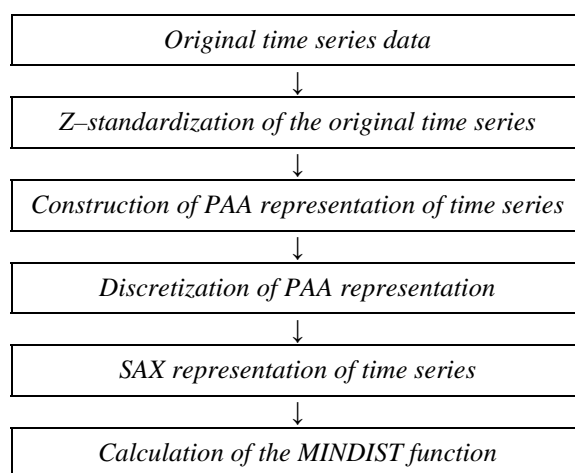 Original time series data
↓
Z–standardization of the original time series
↓
Construction of PAA representation of time series
↓
Discretization of PAA representation
↓
SAX representation of time series
↓
Calculation of the MINDIST function